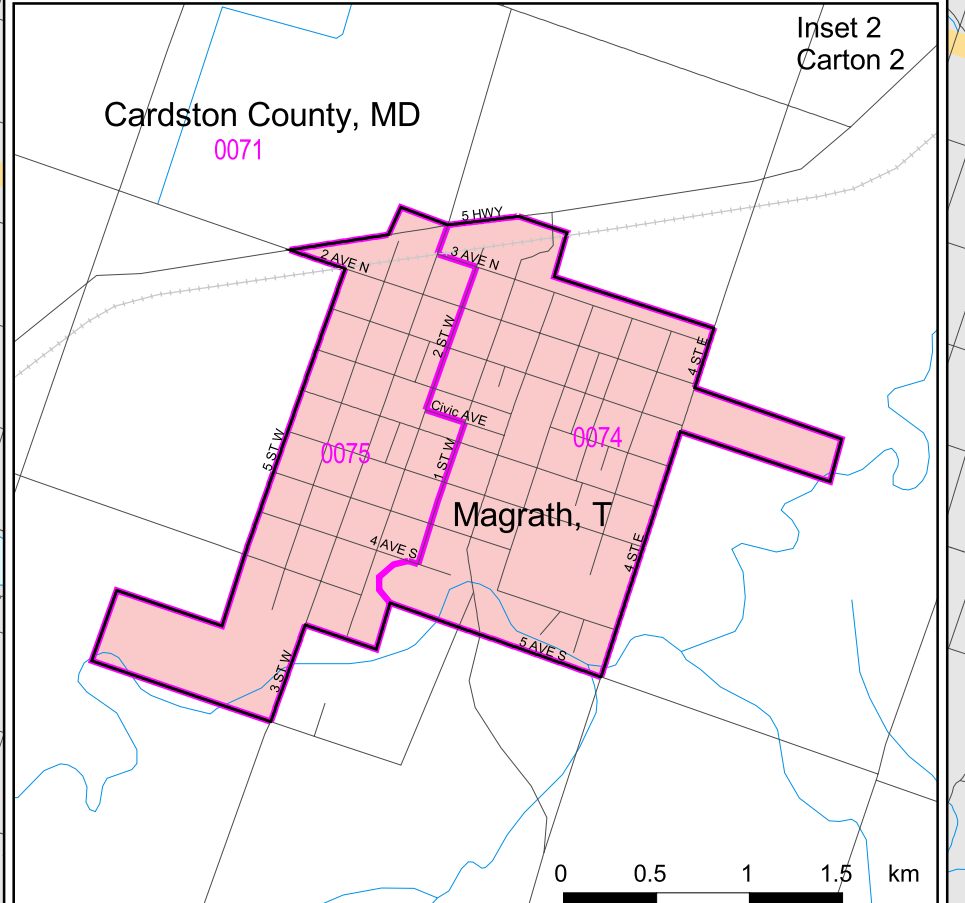 Inset 2
Carton 2
Cardston County, MD
0071
5 HWY
2 AVE N
3 AVE N
2 ST W
4 ST E
Civic AVE
5 ST W
0075
1 ST W
0074
Magrath, T
4 AVE S
4 ST E
5 AVE S
3 ST W
0 0.5 1 1.5 km